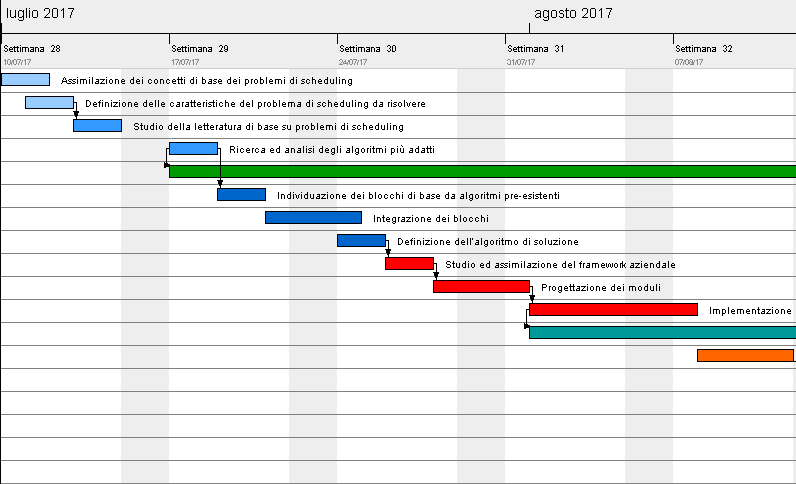 luglio 2017
agosto 2017
Settimana 28
Settimana 29
Settimana 30
Settimana 31
Settimana 32
10/07/17
17/07/17
24/07/17
31/07/17
07/08/17
Assimilazione dei concetti di base dei problemi di scheduling
Definizione delle caratteristiche del problema di scheduling da risolvere
Studio della letteratura di base su problemi di scheduling
Ricerca ed analisi degli algoritmi più adatti
Individuazione dei blocchi di base da algoritmi pre-esistenti
Integrazione dei blocchi
Definizione dell'algoritmo di soluzione
Studio ed assimilazione del framework aziendale
Progettazione dei moduli
Implementazione